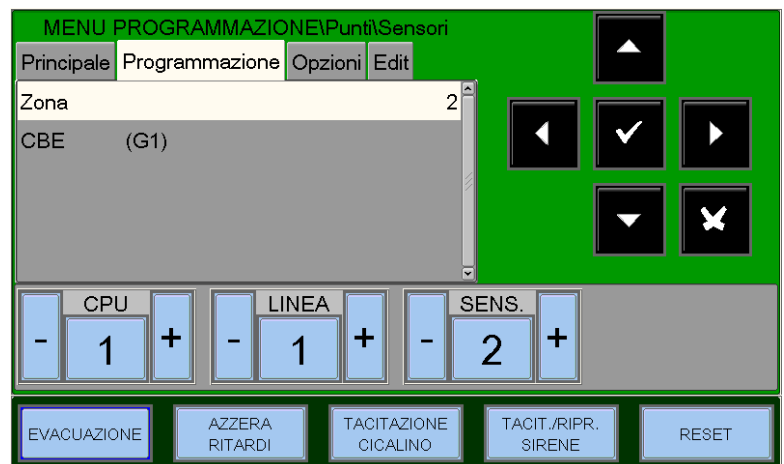 MENU PROGRAMMAZIONE\Punti\Sensori
Principale Programmazione Opzioni Edit
Zona 2
CBE (G1)
CPU LINEA SENS.
- 1 + - 1 + - 2 +
EVACUAZIONE
AZZERA
RITARDI
TACITAZIONE
CICALINO
TACIT./RIPR.
SIRENE
RESET